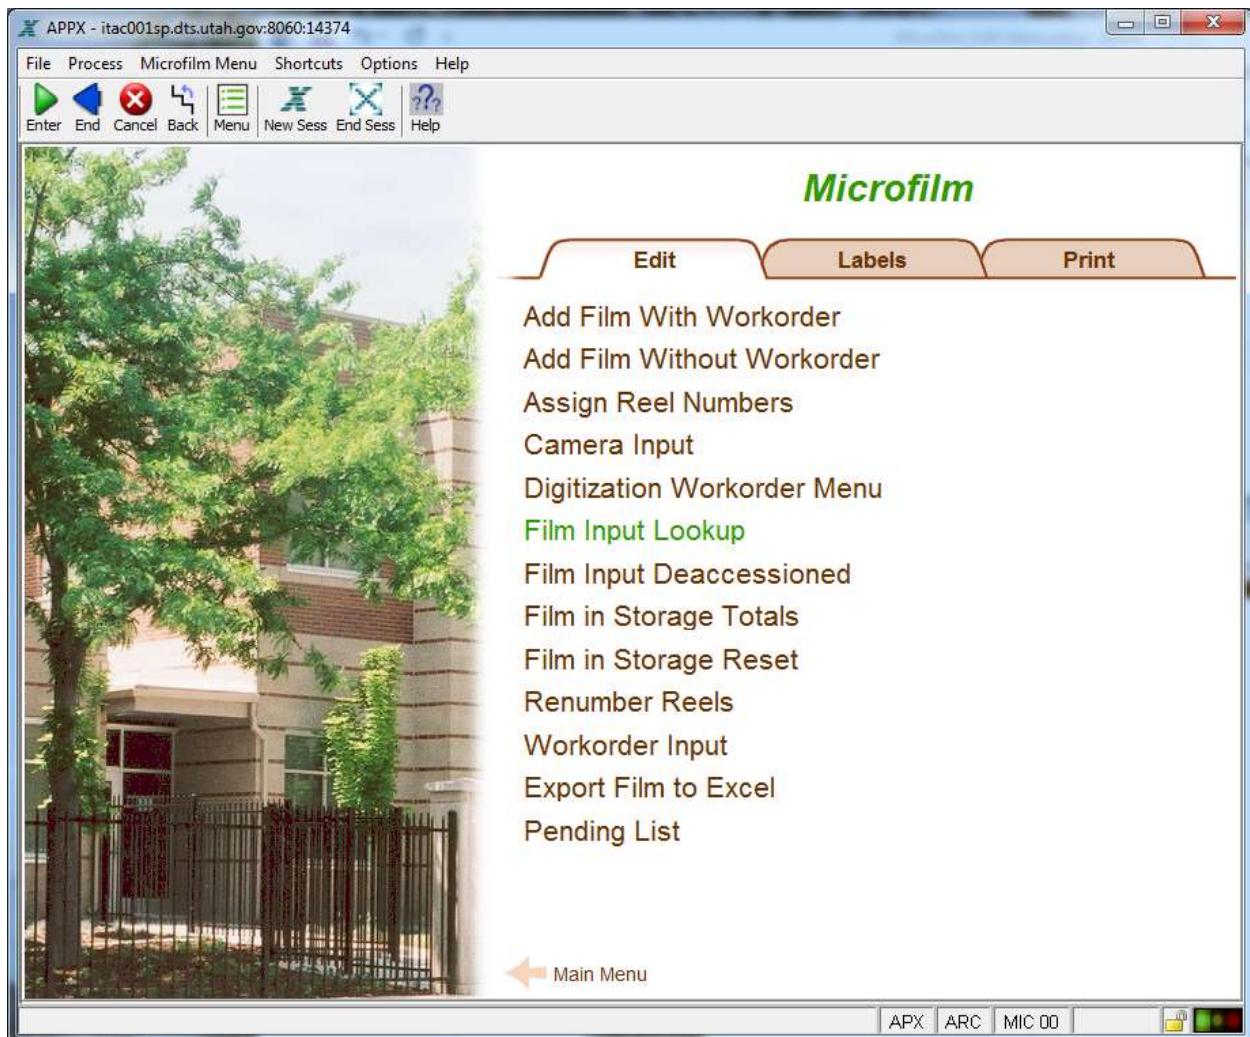 APPX - itac001sp.dts.utah.gov:8060:14374
File Process Microfilm Menu Shortcuts Options Help
Enter End Cancel Back Menu New Sess End Sess Help
Microfilm
Edit Labels Print
Add Film With Workorder
Add Film Without Workorder
Assign Reel Numbers
Camera Input
Digitization Workorder Menu
Film Input Lookup
Film Input Deaccessioned
Film in Storage Totals
Film in Storage Reset
Renumber Reels
Workorder Input
Export Film to Excel
Pending List
Main Menu
APX ARC MIC 00